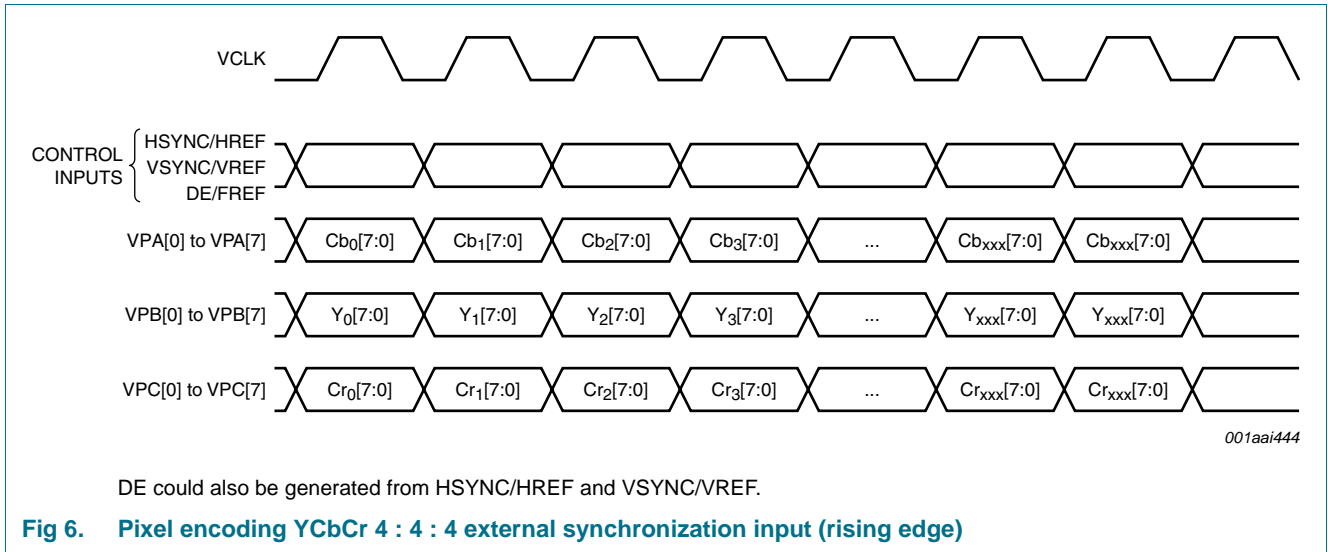 VCLK
CONTROL INPUTS
HSYNC/HREF
VSYNC/VREF
DE/FREF
VPA[0] to VPA[7] Cb0[7:0] Cb1[7:0] Cb2[7:0] Cb3[7:0] ... Cbxxx[7:0] Cbxxx[7:0]
VPB[0] to VPB[7] Y0[7:0] Y1[7:0] Y2[7:0] Y3[7:0] ... Yxxx[7:0] Yxxx[7:0]
VPC[0] to VPC[7] Cr0[7:0] Cr1[7:0] Cr2[7:0] Cr3[7:0] ... Crxxx[7:0] Crxxx[7:0]
001aai444
DE could also be generated from HSYNC/HREF and VSYNC/VREF.
Fig 6. Pixel encoding YCbCr 4 : 4 : 4 external synchronization input (rising edge)